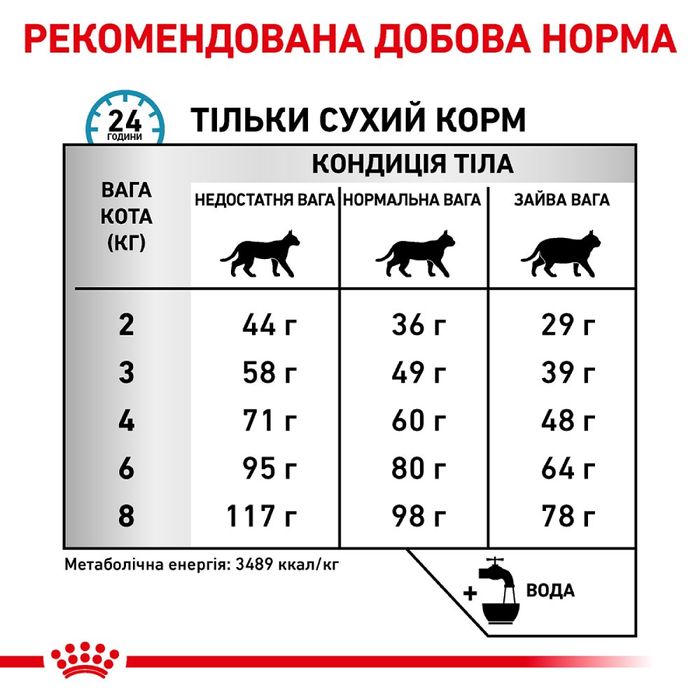 РЕКОМЕНДОВАНА ДОБОВА НОРМА
24
ГОДИНИ
ТІЛЬКИ СУХИЙ КОРМ
КОНДИЦІЯ ТІЛА
ВАГА
КОТА
(КГ)
НЕДОСТАТНЯ ВАГА НОРМАЛЬНА ВАГА ЗАЙВА ВАГА
2 44 г 36 г 29 г
3 58 г 49 г 39 г
4 71 г 60 г 48 г
6 95 г 80 г 64 г
8 117 г 98 г 78 г
Метаболічна енергія: 3489 ккал/кг
+ ВОДА